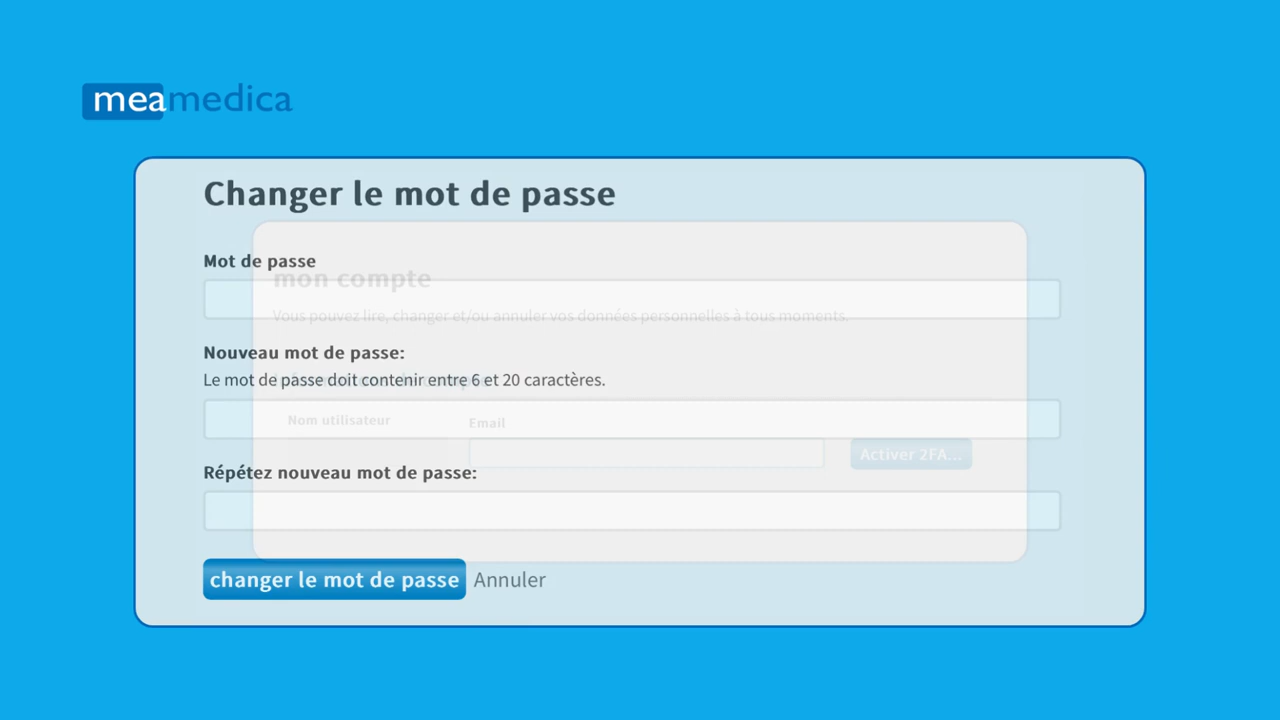 meamedica
Changer le mot de passe
Mot de passe
mon compte
Vous pouvez lire, changer et/ou annuler vos données personnelles à tous moments.
Nouveau mot de passe:
Le mot de passe doit contenir entre 6 et 20 caractères.
Nom utilisateur
Email
Activer 2FA...
Répétez nouveau mot de passe:
changer le mot de passe
Annuler